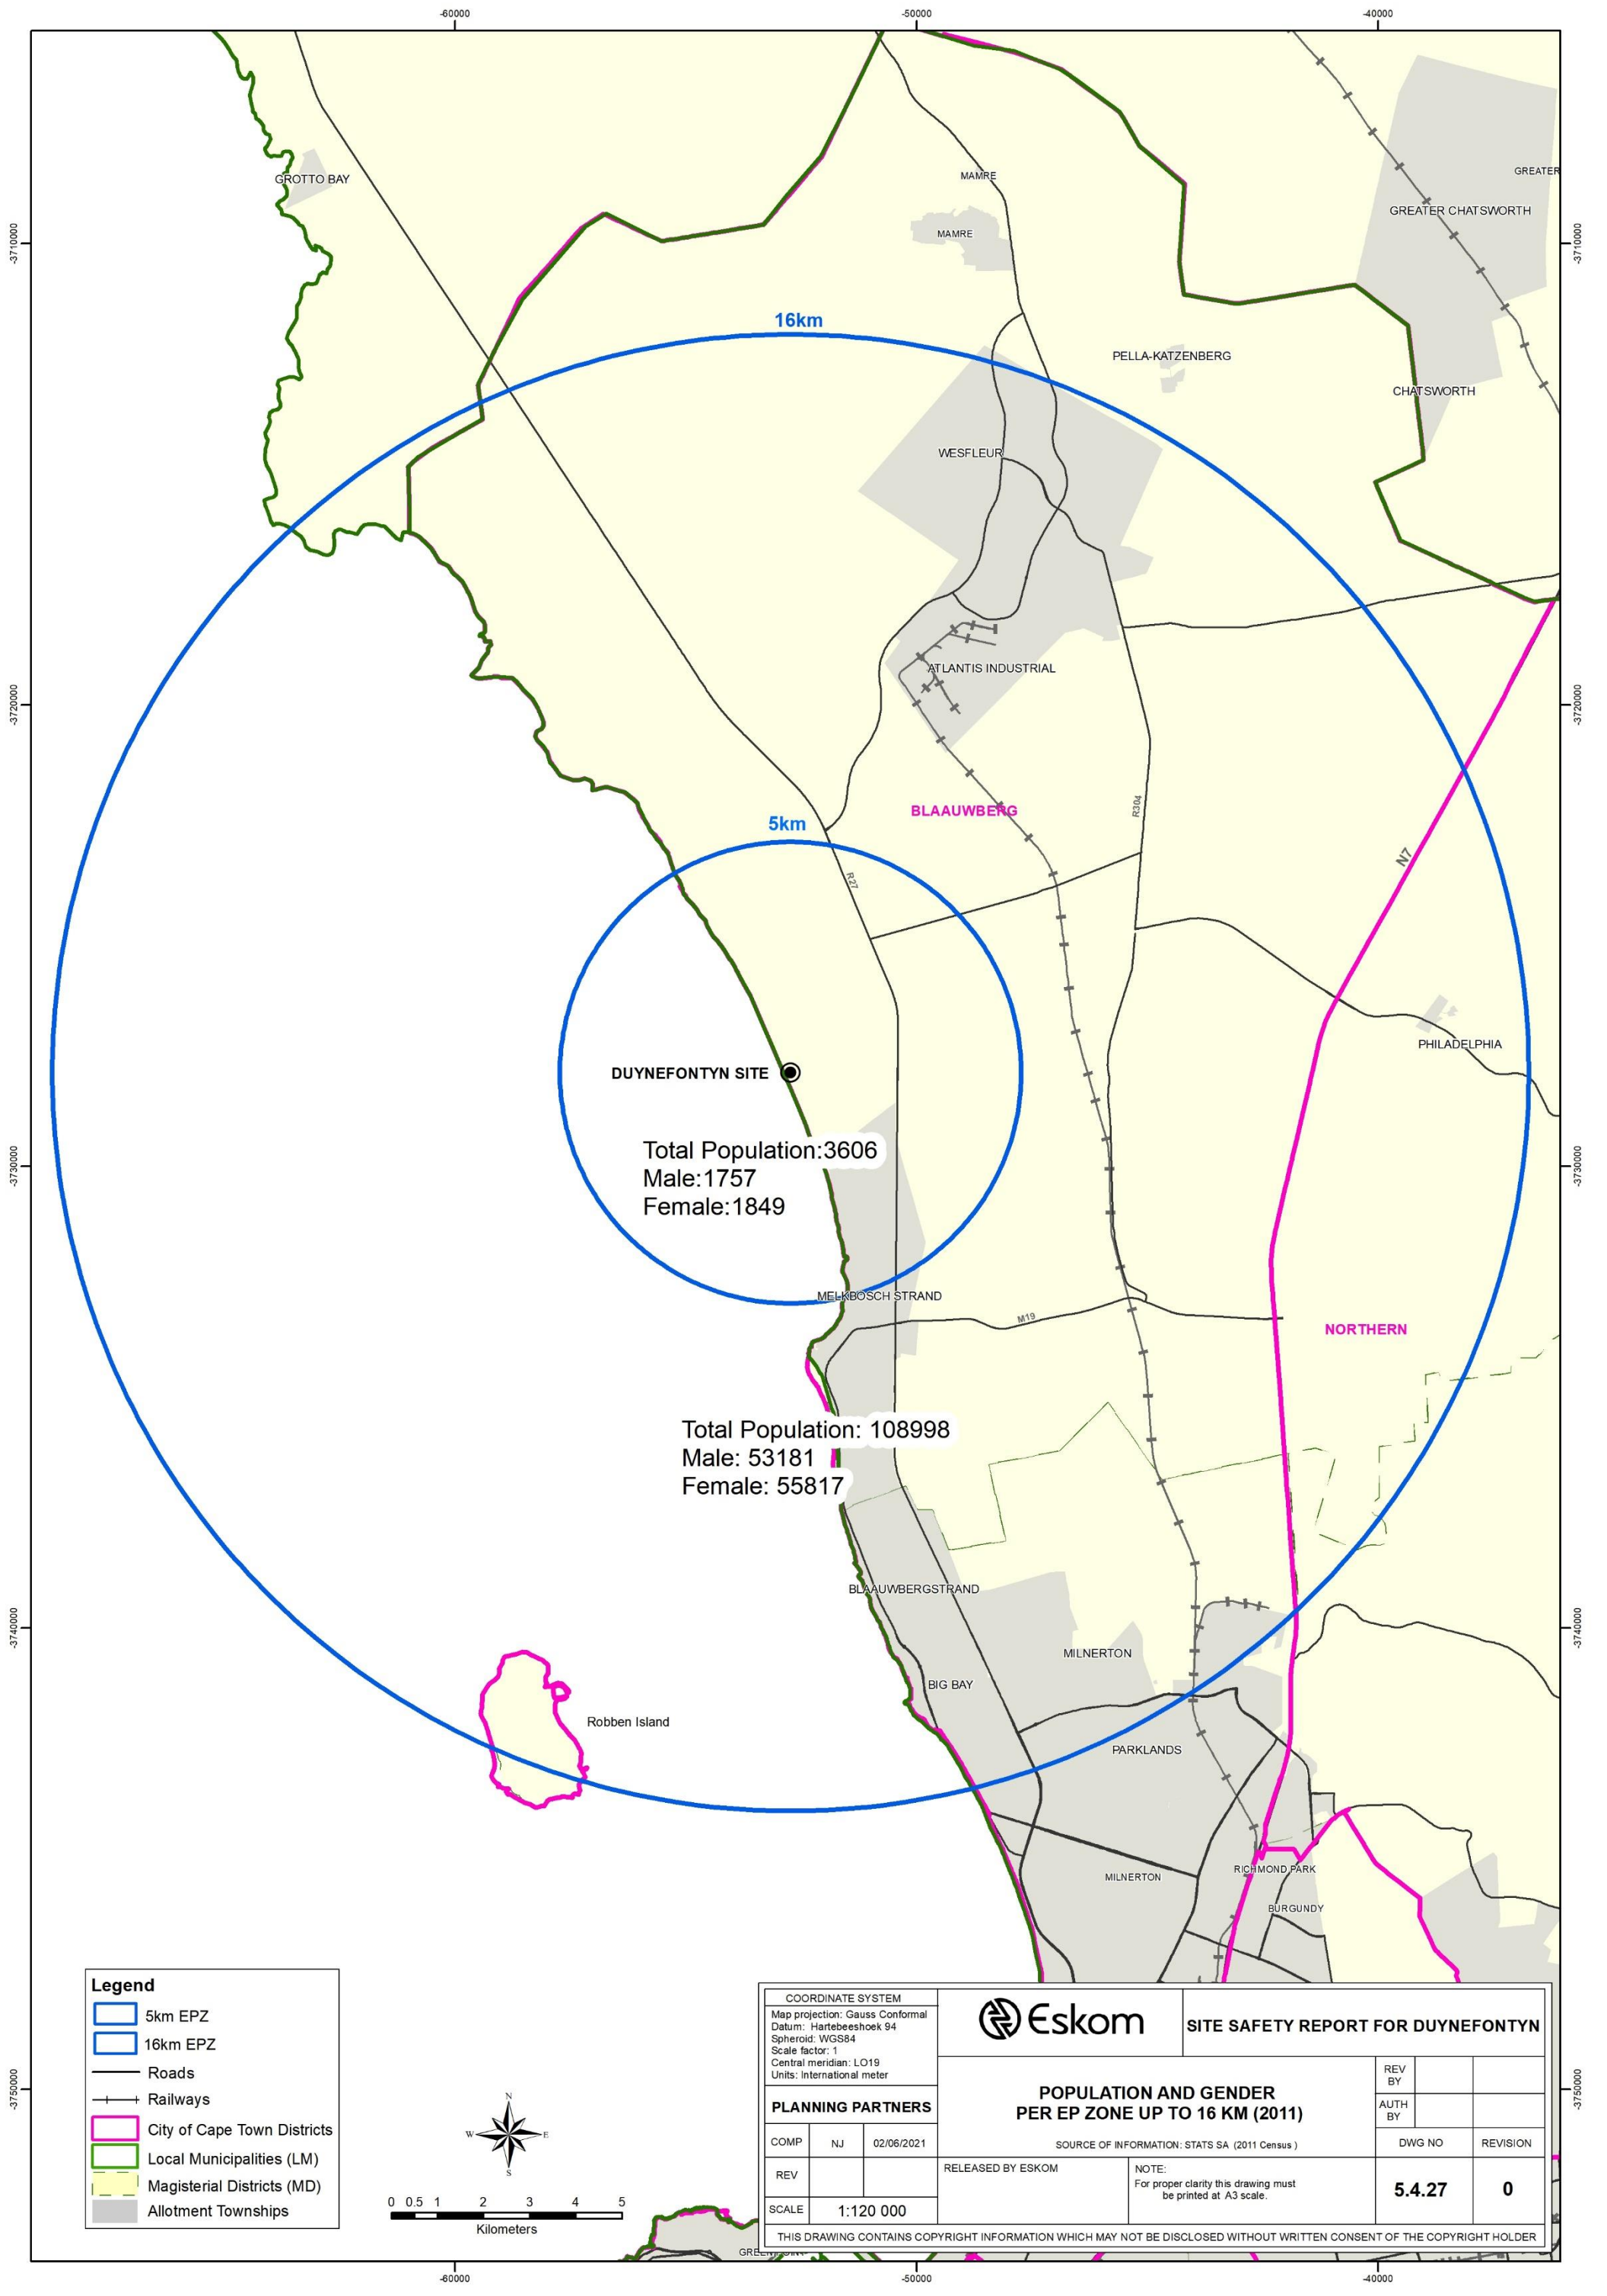 -60000
-50000
-40000
-3710000
-3710000
-3720000
-3720000
-3730000
-3730000
-3740000
-3740000
-3750000
-3750000
GROTTO BAY
MAMRE
MAMRE
GREATER
GREATER CHATSWORTH
16km
PELLA-KATZENBERG
CHATSWORTH
WESFLEUR
ATLANTIS INDUSTRIAL
BLAAUWBERG
R304
5km
N7
R27
PHILADELPHIA
DUYNEFONTYN SITE
Total Population:3606
Male:1757
Female:1849
MELKBOSCH STRAND
M19
NORTHERN
Total Population: 108998
Male: 53181
Female: 55817
BLAAUWBERGSTRAND
MILNERTON
BIG BAY
Robben Island
PARKLANDS
MILNERTON
RICHMOND PARK
BURGUNDY
Legend
5km EPZ
16km EPZ
Roads
Railways
City of Cape Town Districts
Local Municipalities (LM)
Magisterial Districts (MD)
Allotment Townships
N
W
E
S
0 0.5 1 2 3 4 5
Kilometers
COORDINATE SYSTEM
Map projection: Gauss Conformal
Datum: Hartebeeshoek 94
Spheroid: WGS84
Scale factor: 1
Central meridian: LO19
Units: International meter
PLANNING PARTNERS
COMP NJ 02/06/2021
REV
SCALE 1:120 000
Eskom
SITE SAFETY REPORT FOR DUYNEFONTYN
POPULATION AND GENDER
PER EP ZONE UP TO 16 KM (2011)
SOURCE OF INFORMATION: STATS SA (2011 Census )
REV
BY
AUTH
BY
DWG NO
REVISION
RELEASED BY ESKOM
NOTE:
For proper clarity this drawing must
be printed at A3 scale.
5.4.27
0
THIS DRAWING CONTAINS COPYRIGHT INFORMATION WHICH MAY NOT BE DISCLOSED WITHOUT WRITTEN CONSENT OF THE COPYRIGHT HOLDER
-60000
-50000
-40000